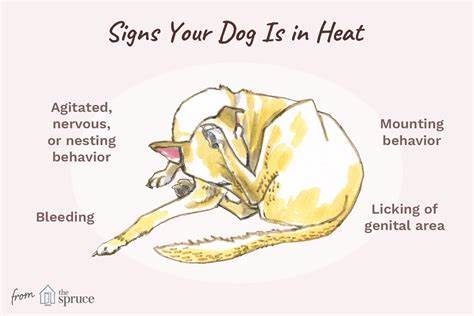 Signs Your Dog Is in Heat
Agitated,
nervous,
or nesting
behavior
Mounting
behavior
Bleeding
Licking of
genital area
from the spruce